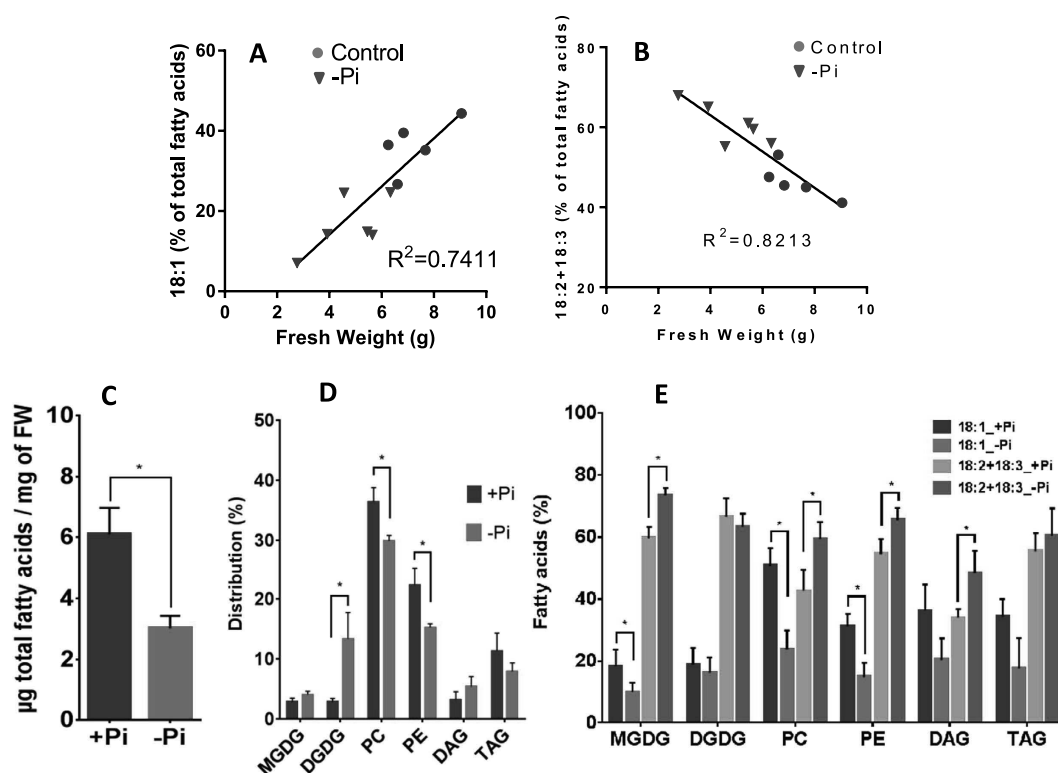 A
Control
-Pi
18:1 (% of total fatty acids)
60
40
20
0
R²=0.7411
0 2 4 6 8 10
Fresh Weight (g)
B
Control
-Pi
18:2+18:3 (% of total fatty acids)
80
60
40
20
R²=0.8213
0 2 4 6 8 10
Fresh Weight (g)
C
µg total fatty acids / mg of FW
10
8
6
4
2
0
*
+Pi -Pi
D
Distribution (%)
50
40
30
20
10
0
* * *
+Pi
-Pi
MGDG DGDG PC PE DAG TAG
E
Fatty acids (%)
100
80
60
40
20
0
* * * * * * *
18:1_+Pi
18:1_-Pi
18:2+18:3_+Pi
18:2+18:3_-Pi
MGDG DGDG PC PE DAG TAG